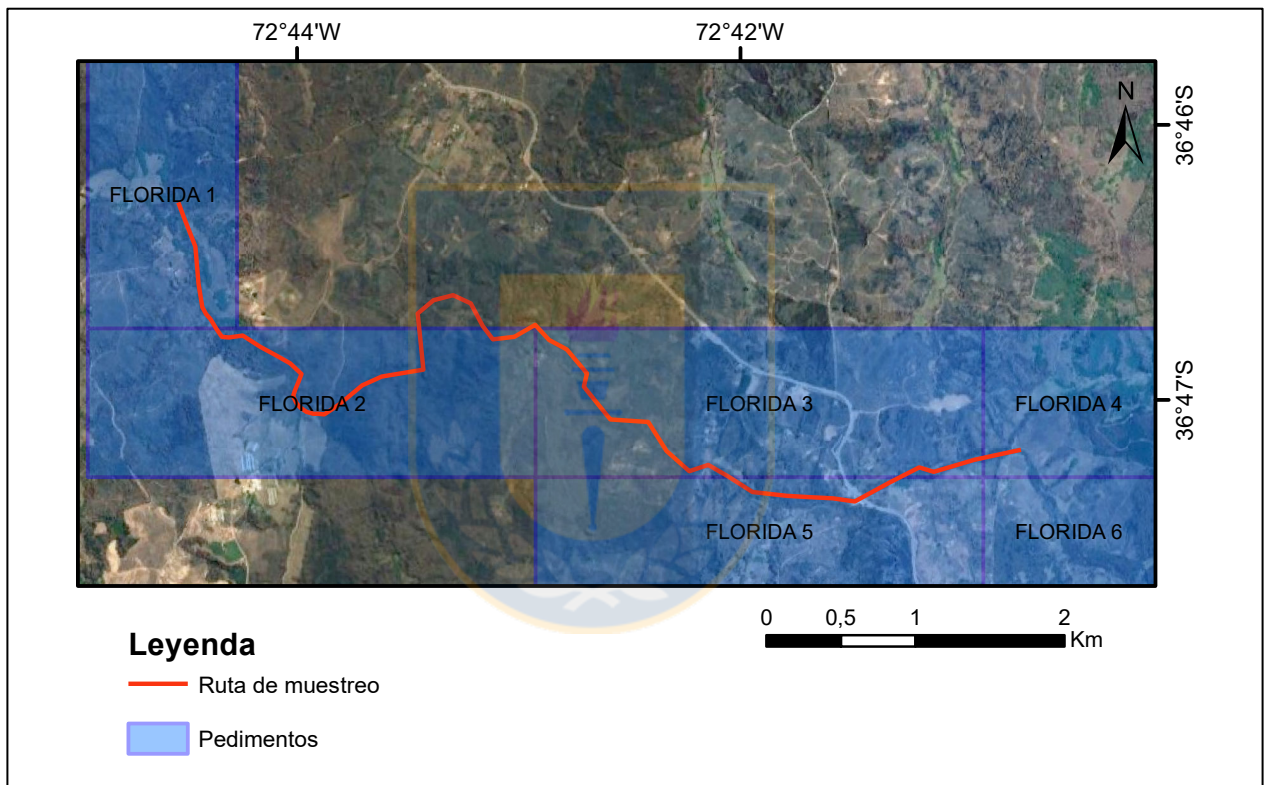 72°44'W 72°42'W
N
36°46'S
FLORIDA 1
FLORIDA 2 FLORIDA 3 FLORIDA 4
36°47'S
FLORIDA 5 FLORIDA 6
0 0,5 1 2
Km
Leyenda
Ruta de muestreo
Pedimentos